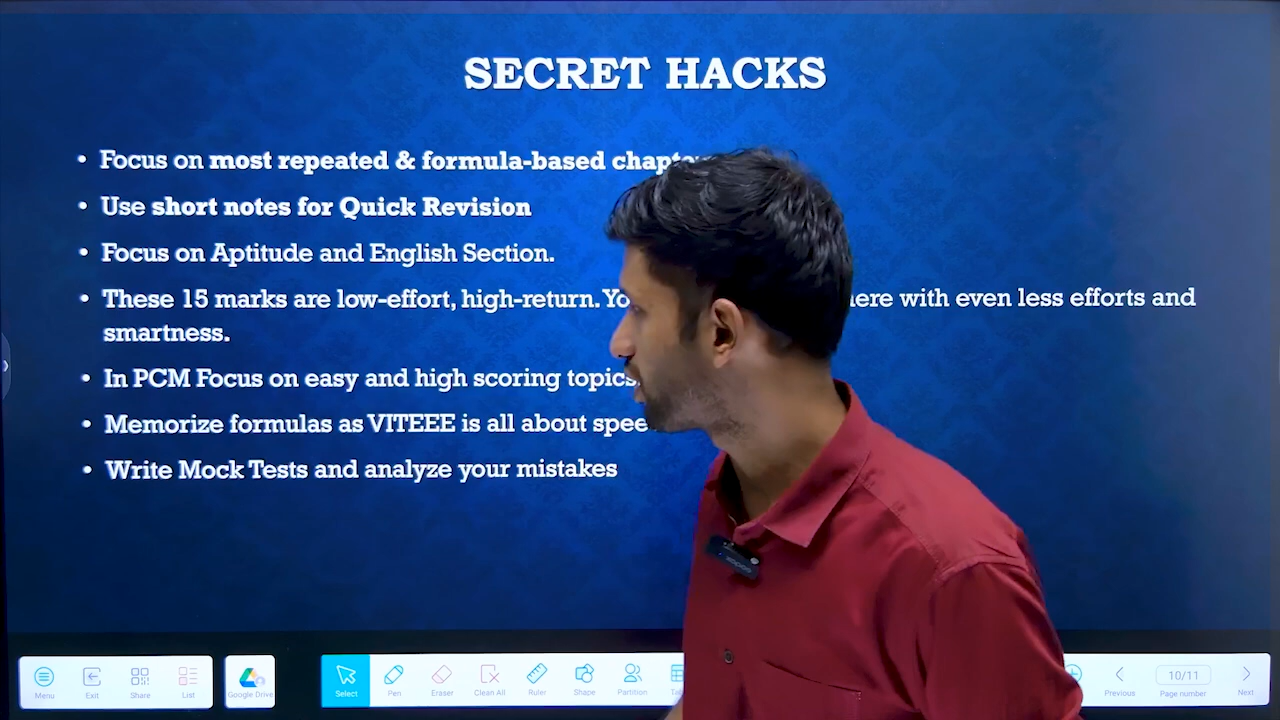 SECRET HACKS
• Focus on most repeated & formula-based
• Use short notes for Quick Revision
• Focus on Aptitude and English Section.
• These 15 marks are low-effort, high-return. with even less efforts and
smartness.
• In PCM Focus on easy and high scoring topics
• Memorize formulas as VITEEE is all about
• Write Mock Tests and analyze your mistakes
Menu Exit Share List Google Drive Select Pen Eraser Clean All Ruler Shape Partition Previous 10/11 Page number Next